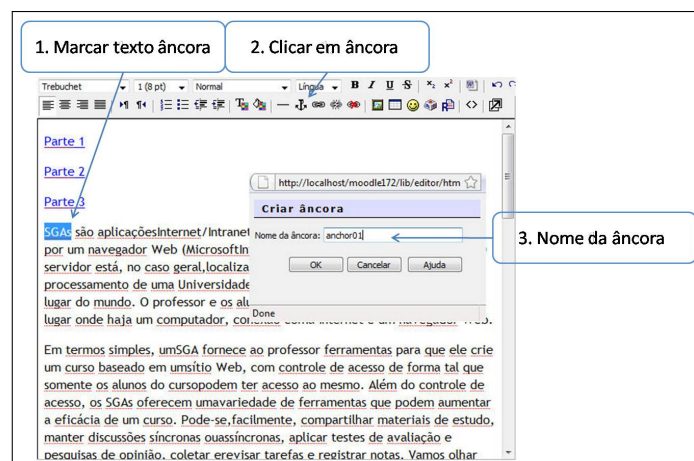 1. Marcar texto âncora
2. Clicar em âncora
Trebuchet 1 (8 pt) Normal Língua B I U S x₂ x²
Parte 1
Parte 2
Parte 3
http://localhost/moodle172/lib/editor/htm
Criar âncora
Nome da âncora: anchor01
3. Nome da âncora
OK Cancelar Ajuda
Done
SGAs são aplicaçõesInternet/Intranet
por um navegador Web (MicrosoftIn
servidor está, no caso geral,localiza
processamento de uma Universidade
lugar do mundo. O professor e os alu
lugar onde haja um computador, conexão coma Internet e um navegador Web.
Em termos simples, umSGA fornece ao professor ferramentas para que ele crie
um curso baseado em umsítio Web, com controle de acesso de forma tal que
somente os alunos do cursopodem ter acesso ao mesmo. Além do controle de
acesso, os SGAs oferecem umavariedade de ferramentas que podem aumentar
a eficácia de um curso. Pode-se,facilmente, compartilhar materiais de estudo,
manter discussões síncronas ouassíncronas, aplicar testes de avaliação e
pesquisas de opinião, coletar erevisar tarefas e registrar notas. Vamos olhar